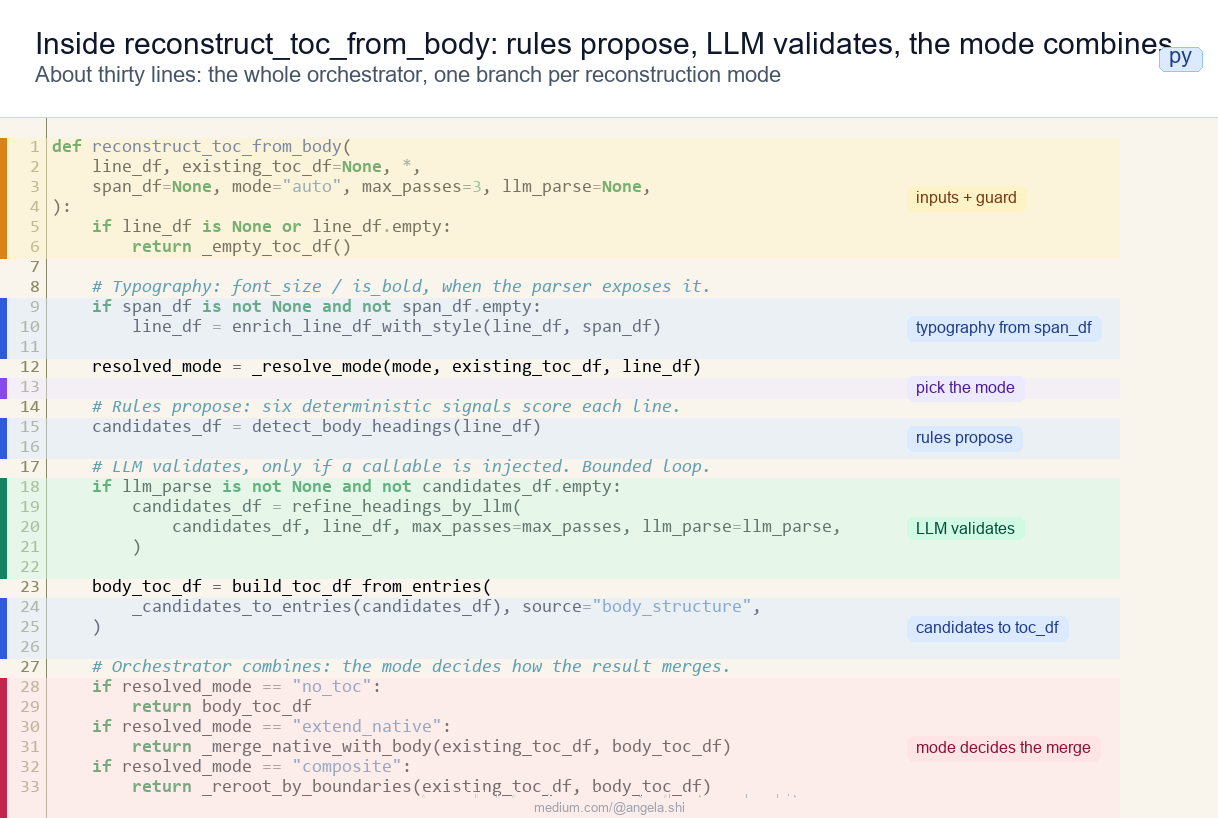 Inside reconstruct_toc_from_body: rules propose, LLM validates, the mode combines
py
About thirty lines: the whole orchestrator, one branch per reconstruction mode
1 def reconstruct_toc_from_body(
2     line_df, existing_toc_df=None, *,
3     span_df=None, mode="auto", max_passes=3, llm_parse=None,
inputs + guard
4 ):
5     if line_df is None or line_df.empty:
6         return _empty_toc_df()
7
8     # Typography: font_size / is_bold, when the parser exposes it.
9     if span_df is not None and not span_df.empty:
10         line_df = enrich_line_df_with_style(line_df, span_df)
typography from span_df
11
12     resolved_mode = _resolve_mode(mode, existing_toc_df, line_df)
13
pick the mode
14     # Rules propose: six deterministic signals score each line.
15     candidates_df = detect_body_headings(line_df)
rules propose
16
17     # LLM validates, only if a callable is injected. Bounded loop.
18     if llm_parse is not None and not candidates_df.empty:
19         candidates_df = refine_headings_by_llm(
20             candidates_df, line_df, max_passes=max_passes, llm_parse=llm_parse,
LLM validates
21         )
22
23     body_toc_df = build_toc_df_from_entries(
24         _candidates_to_entries(candidates_df), source="body_structure",
25     )
candidates to toc_df
26
27     # Orchestrator combines: the mode decides how the result merges.
28     if resolved_mode == "no_toc":
29         return body_toc_df
30     if resolved_mode == "extend_native":
31         return _merge_native_with_body(existing_toc_df, body_toc_df)
mode decides the merge
32     if resolved_mode == "composite":
33         return _reroot_by_boundaries(existing_toc_df, body_toc_df)
medium.com/@angela.shi